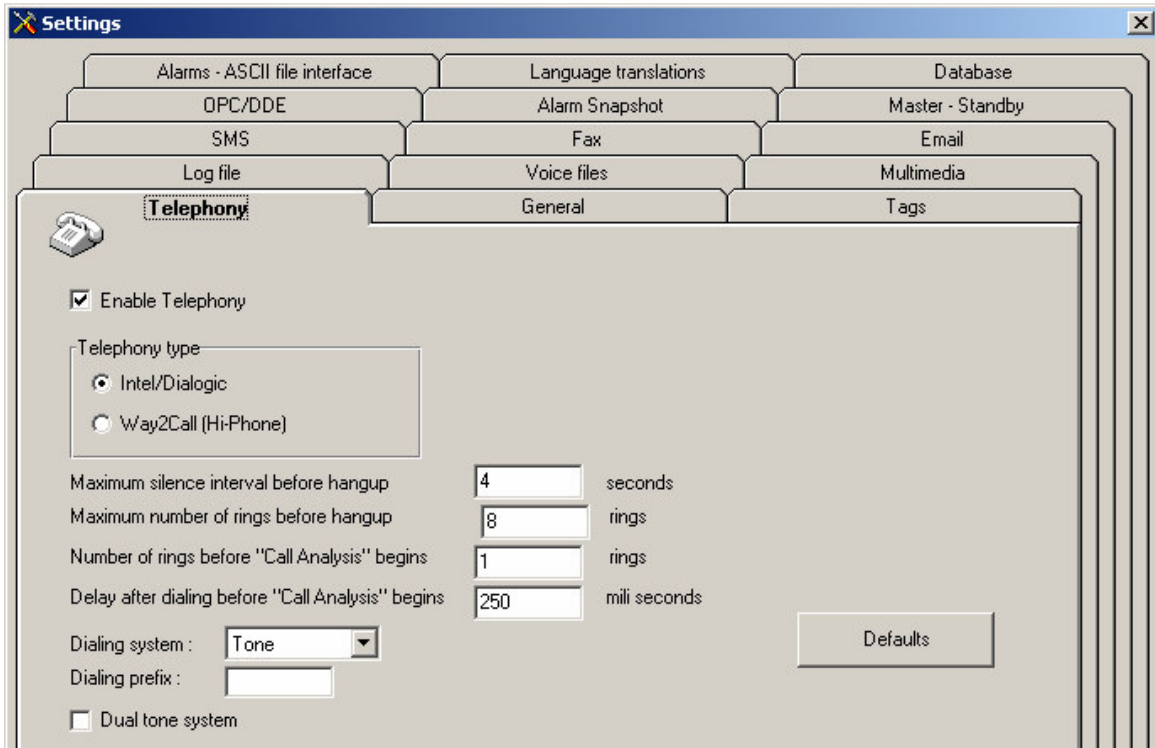 Settings
Alarms - ASCII file interface Language translations Database
OPC/DDE Alarm Snapshot Master - Standby
SMS Fax Email
Log file Voice files Multimedia
Telephony General Tags
Enable Telephony
Telephony type
Intel/Dialogic
Way2Call (Hi-Phone)
Maximum silence interval before hangup 4 seconds
Maximum number of rings before hangup 8 rings
Number of rings before "Call Analysis" begins 1 rings
Delay after dialing before "Call Analysis" begins 250 mili seconds
Dialing system : Tone Defaults
Dialing prefix :
Dual tone system